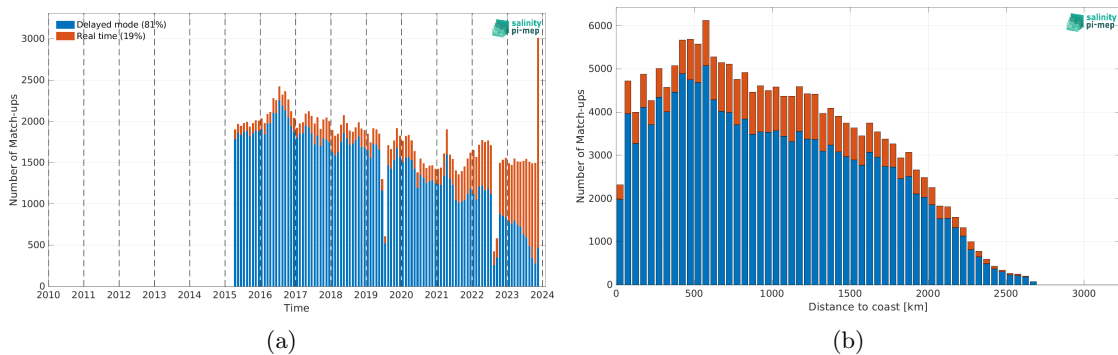 Delayed mode (81%)
Real time (19%)
salinity
pi-mep
3000
2500
2000
1500
1000
500
0
Number of Match-ups
2010 2011 2012 2013 2014 2015 2016 2017 2018 2019 2020 2021 2022 2023 2024
Time
(a)
salinity
pi-mep
6000
5000
4000
3000
2000
1000
0
Number of Match-ups
0 500 1000 1500 2000 2500 3000
Distance to coast [km]
(b)